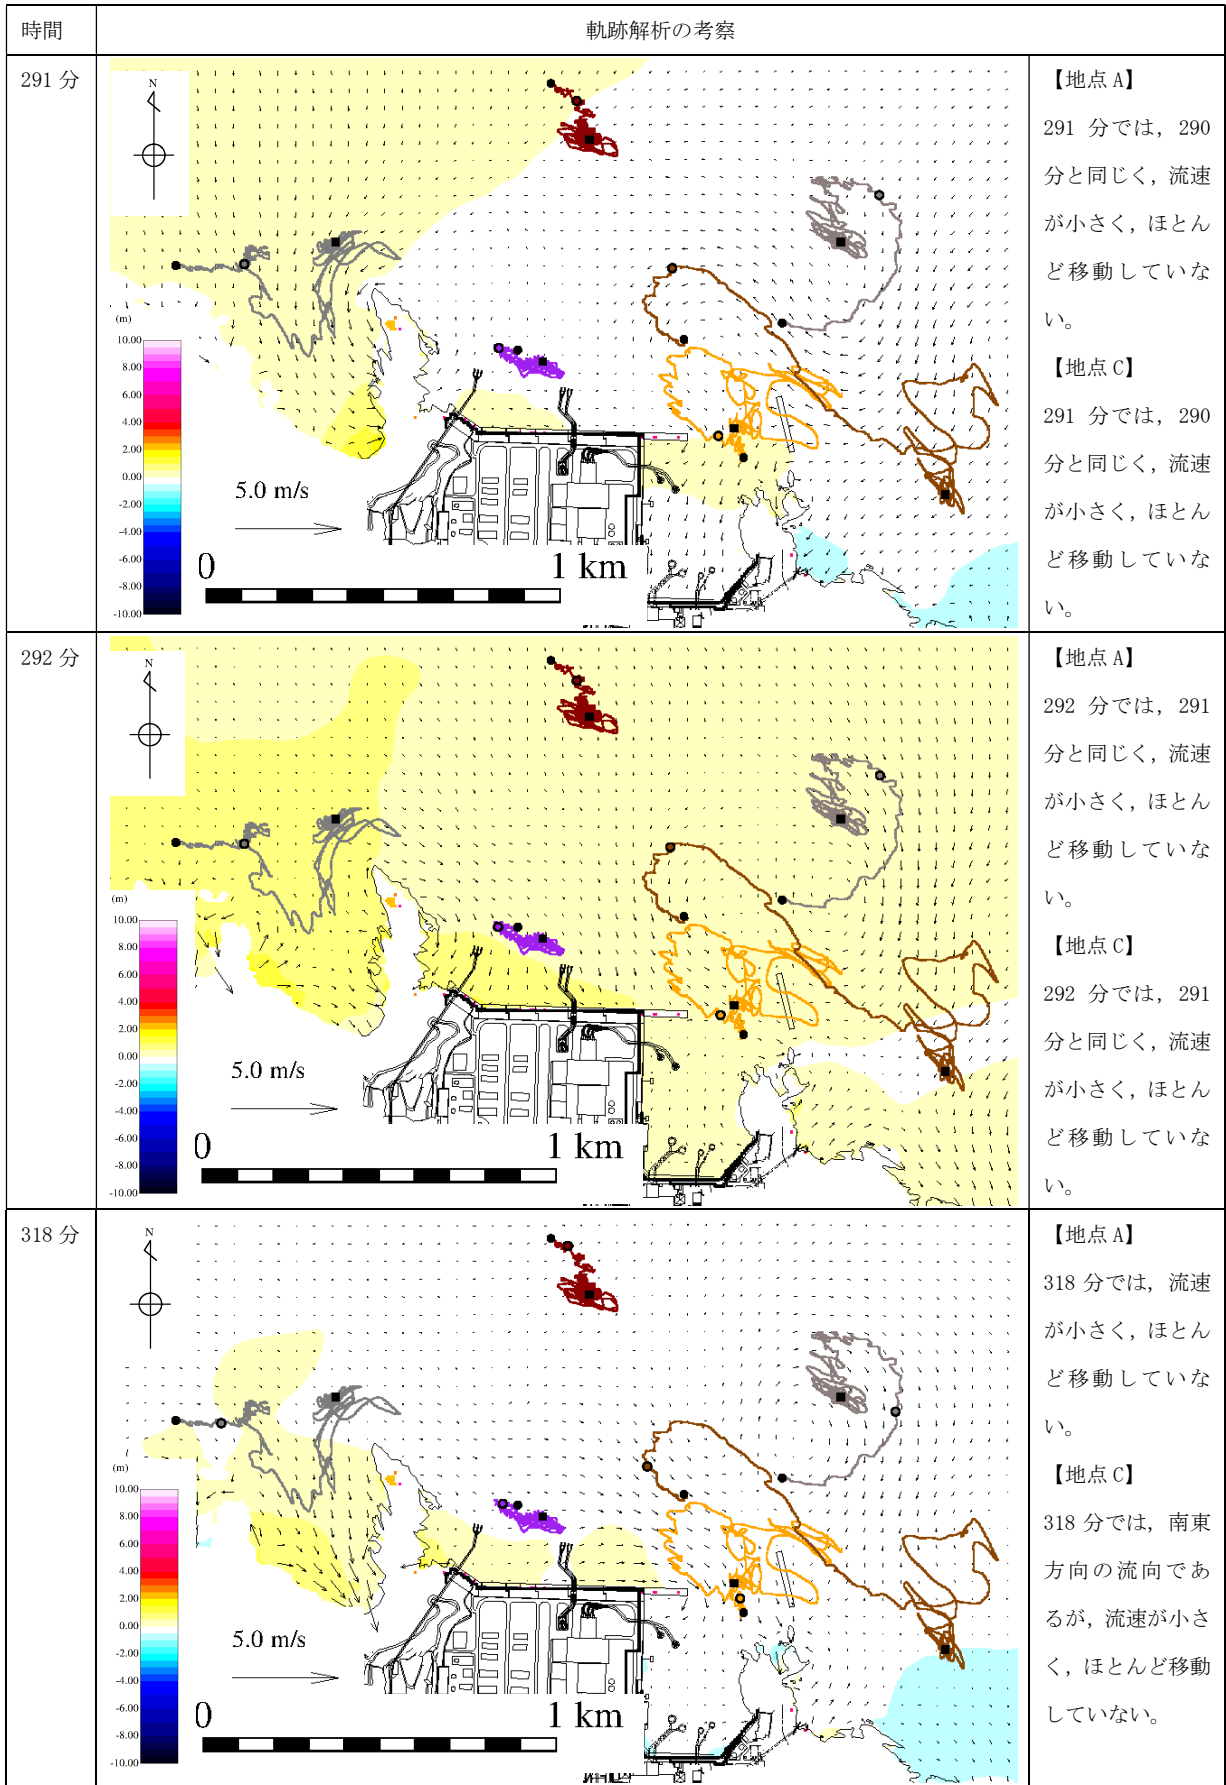 時間
軌跡解析の考察
291 分
N
(m)
10.00
8.00
6.00
4.00
2.00
0.00
-2.00
-4.00
-6.00
-8.00
-10.00
5.0 m/s
0
1 km
【地点 A】
291 分では，290
分と同じく，流速
が小さく，ほとん
ど移動していな
い。
【地点 C】
291 分では，290
分と同じく，流速
が小さく，ほとん
ど移動していな
い。
292 分
N
(m)
10.00
8.00
6.00
4.00
2.00
0.00
-2.00
-4.00
-6.00
-8.00
-10.00
5.0 m/s
0
1 km
【地点 A】
292 分では，291
分と同じく，流速
が小さく，ほとん
ど移動していな
い。
【地点 C】
292 分では，291
分と同じく，流速
が小さく，ほとん
ど移動していな
い。
318 分
N
(m)
10.00
8.00
6.00
4.00
2.00
0.00
-2.00
-4.00
-6.00
-8.00
-10.00
5.0 m/s
0
1 km
【地点 A】
318 分では，流速
が小さく，ほとん
ど移動していな
い。
【地点 C】
318 分では，南東
方向の流向であ
るが，流速が小さ
く，ほとんど移動
していない。